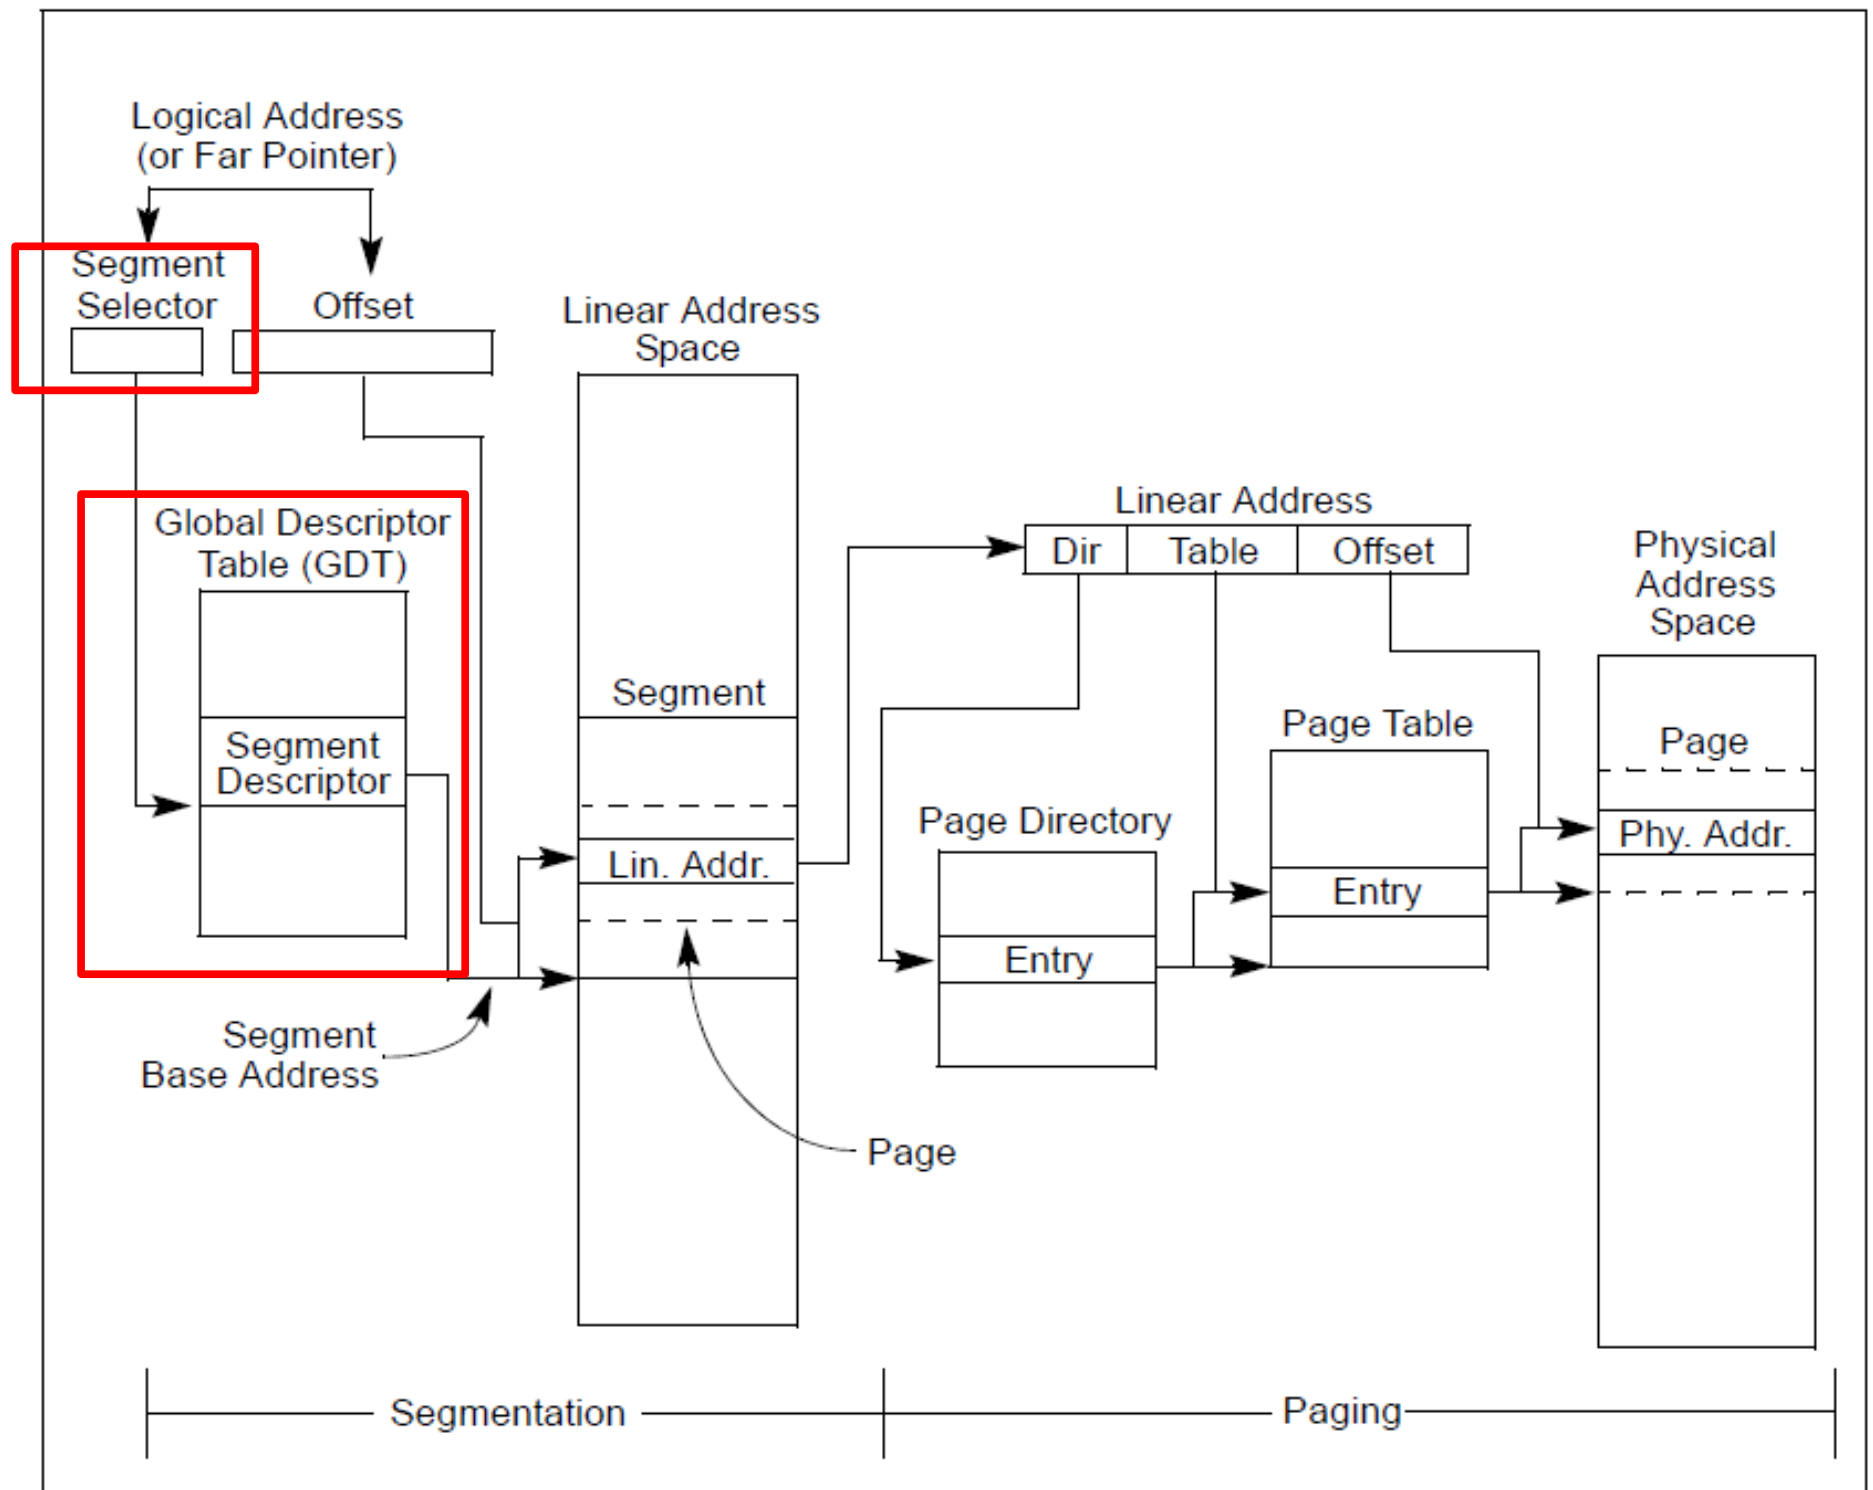 Logical Address
(or Far Pointer)
Segment
Selector
Offset
Linear Address
Space
Global Descriptor
Table (GDT)
Segment
Descriptor
Segment
Lin. Addr.
Segment
Base Address
Page
Linear Address
Dir
Table
Offset
Page Directory
Entry
Page Table
Entry
Physical
Address
Space
Page
Phy. Addr.
Segmentation
Paging